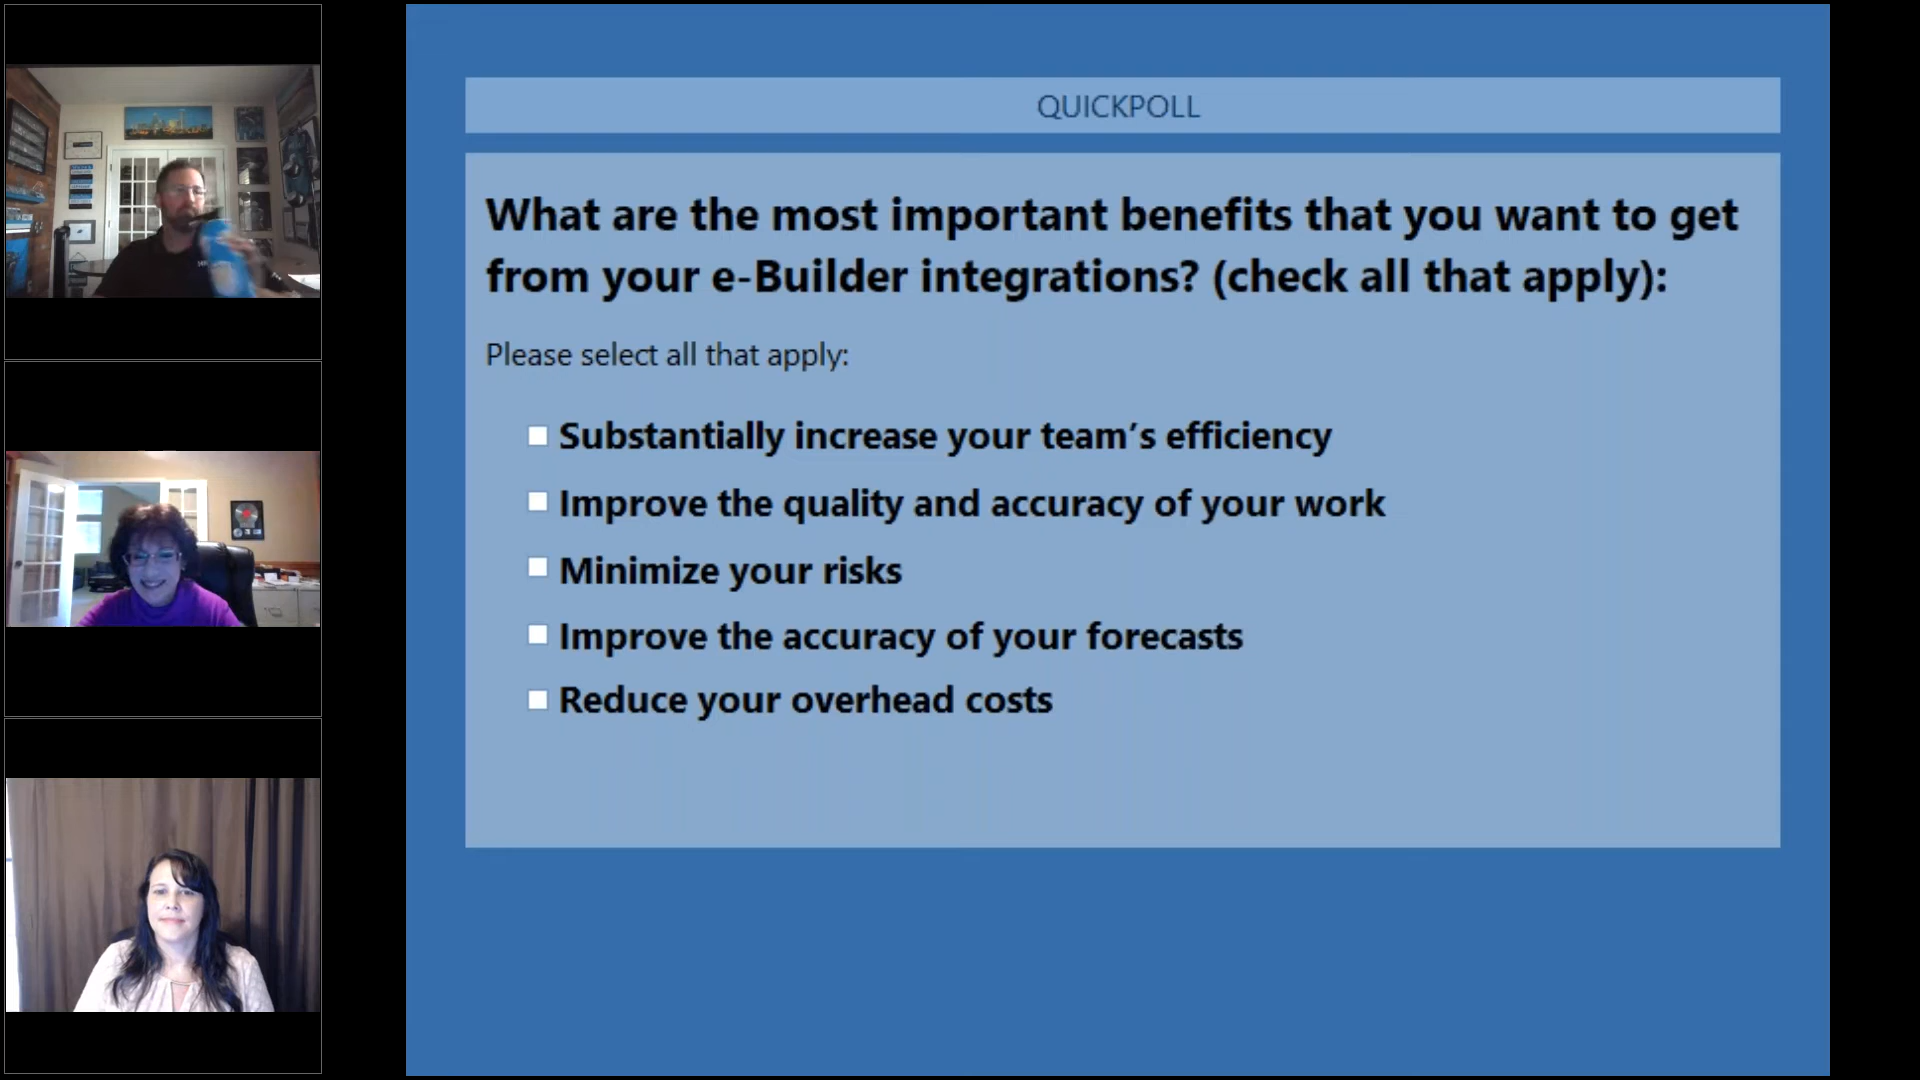 QUICKPOLL
What are the most important benefits that you want to get
from your e-Builder integrations? (check all that apply):
Please select all that apply:
Substantially increase your team’s efficiency
Improve the quality and accuracy of your work
Minimize your risks
Improve the accuracy of your forecasts
Reduce your overhead costs